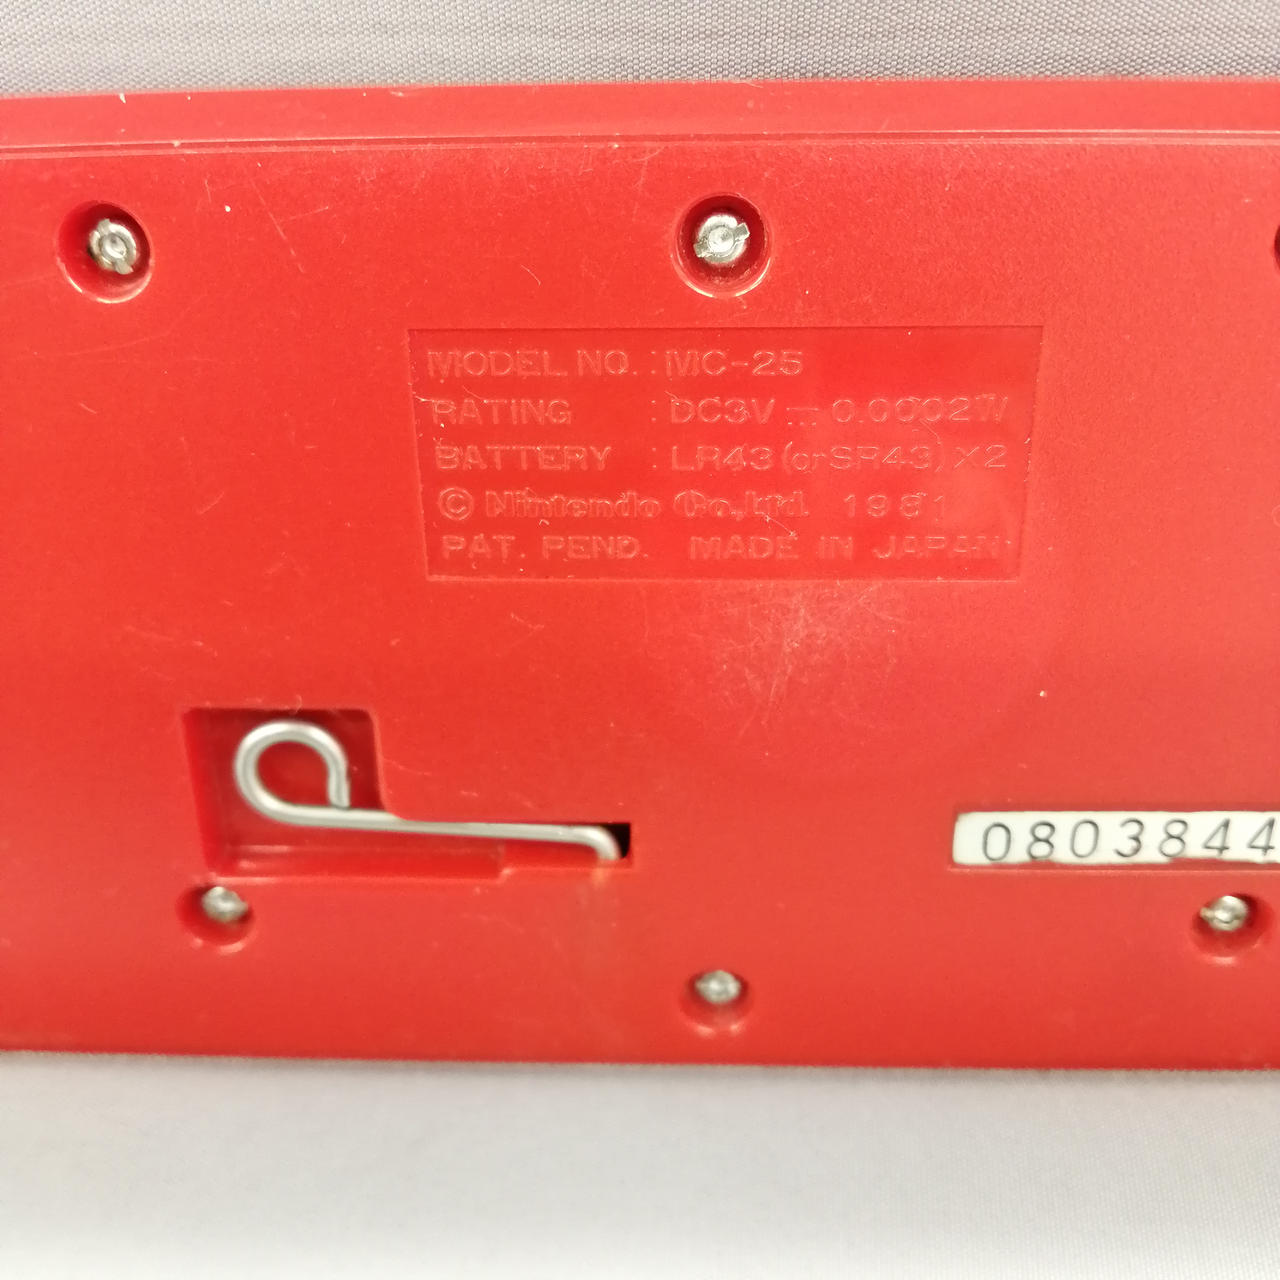 MODEL NO. : MC-25
RATING : DC3V ⎓ 0.0002W
BATTERY : LR43 (or SR43) ×2
© Nintendo Co.,Ltd. 1981
PAT. PEND. MADE IN JAPAN
0803844